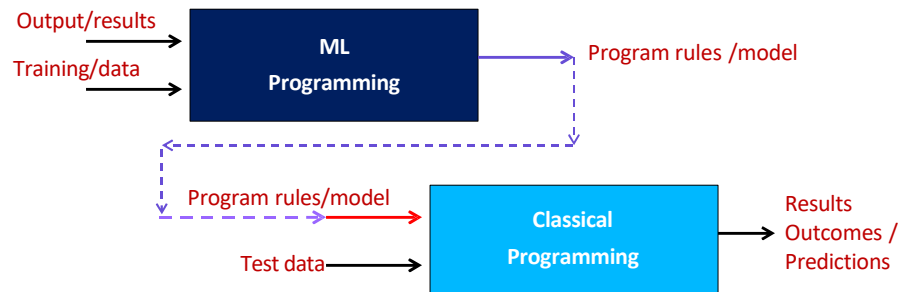 Output/results
Training/data
ML
Programming
Program rules /model
Program rules/model
Test data
Classical
Programming
Results
Outcomes /
Predictions